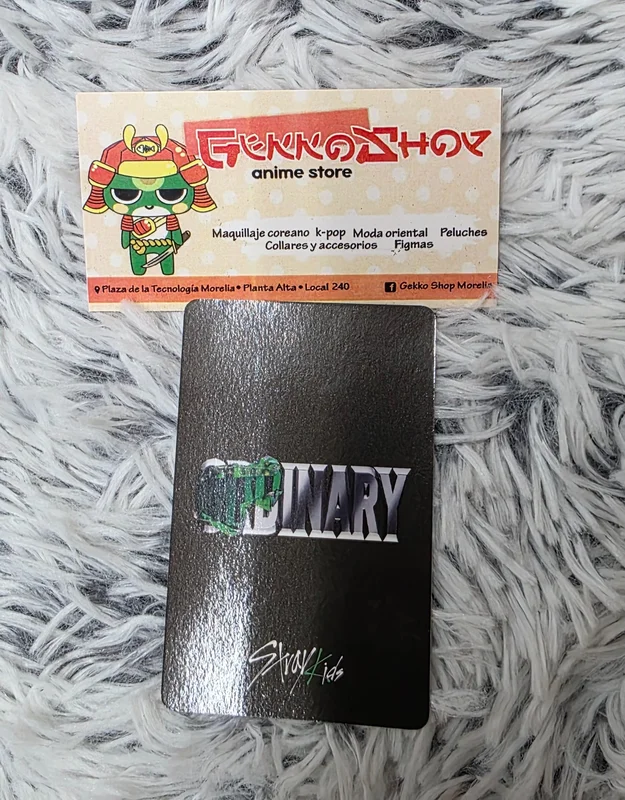 GEKKOSHOP
anime store
Maquillaje coreano k-pop Moda oriental Peluches
Collares y accesorios Figmas
Plaza de la Tecnología Morelia • Planta Alta • Local 240
Gekko Shop Morelia
ODDINARY
Stray Kids